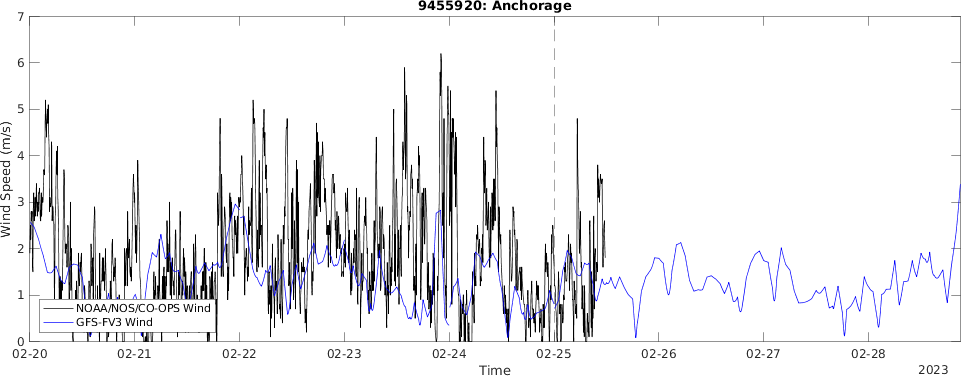 9455920: Anchorage
Wind Speed (m/s)
7
6
5
4
3
2
1
0
NOAA/NOS/CO-OPS Wind
GFS-FV3 Wind
02-20 02-21 02-22 02-23 02-24 02-25 02-26 02-27 02-28
Time
2023